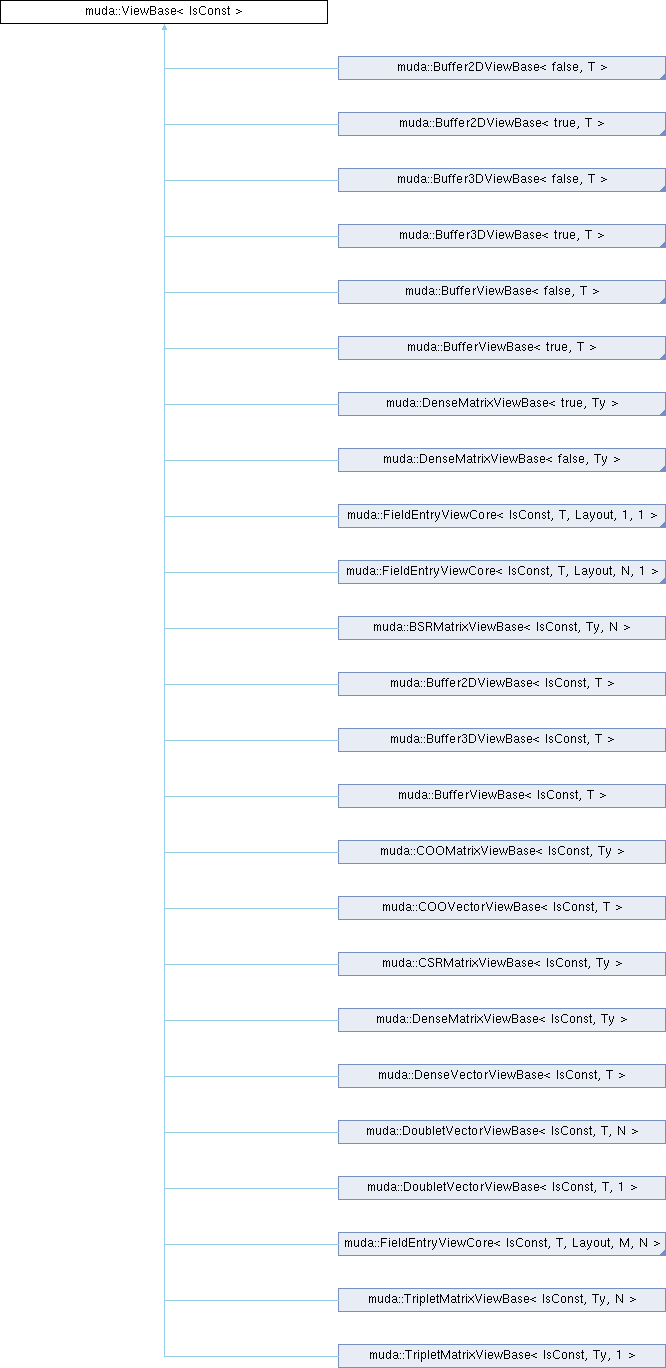 muda::ViewBase< IsConst >
muda::Buffer2DViewBase< false, T >
muda::Buffer2DViewBase< true, T >
muda::Buffer3DViewBase< false, T >
muda::Buffer3DViewBase< true, T >
muda::BufferViewBase< false, T >
muda::BufferViewBase< true, T >
muda::DenseMatrixViewBase< true, Ty >
muda::DenseMatrixViewBase< false, Ty >
muda::FieldEntryViewCore< IsConst, T, Layout, 1, 1 >
muda::FieldEntryViewCore< IsConst, T, Layout, N, 1 >
muda::BSRMatrixViewBase< IsConst, Ty, N >
muda::Buffer2DViewBase< IsConst, T >
muda::Buffer3DViewBase< IsConst, T >
muda::BufferViewBase< IsConst, T >
muda::COOMatrixViewBase< IsConst, Ty >
muda::COOVectorViewBase< IsConst, T >
muda::CSRMatrixViewBase< IsConst, Ty >
muda::DenseMatrixViewBase< IsConst, Ty >
muda::DenseVectorViewBase< IsConst, T >
muda::DoubletVectorViewBase< IsConst, T, N >
muda::DoubletVectorViewBase< IsConst, T, 1 >
muda::FieldEntryViewCore< IsConst, T, Layout, M, N >
muda::TripletMatrixViewBase< IsConst, Ty, N >
muda::TripletMatrixViewBase< IsConst, Ty, 1 >